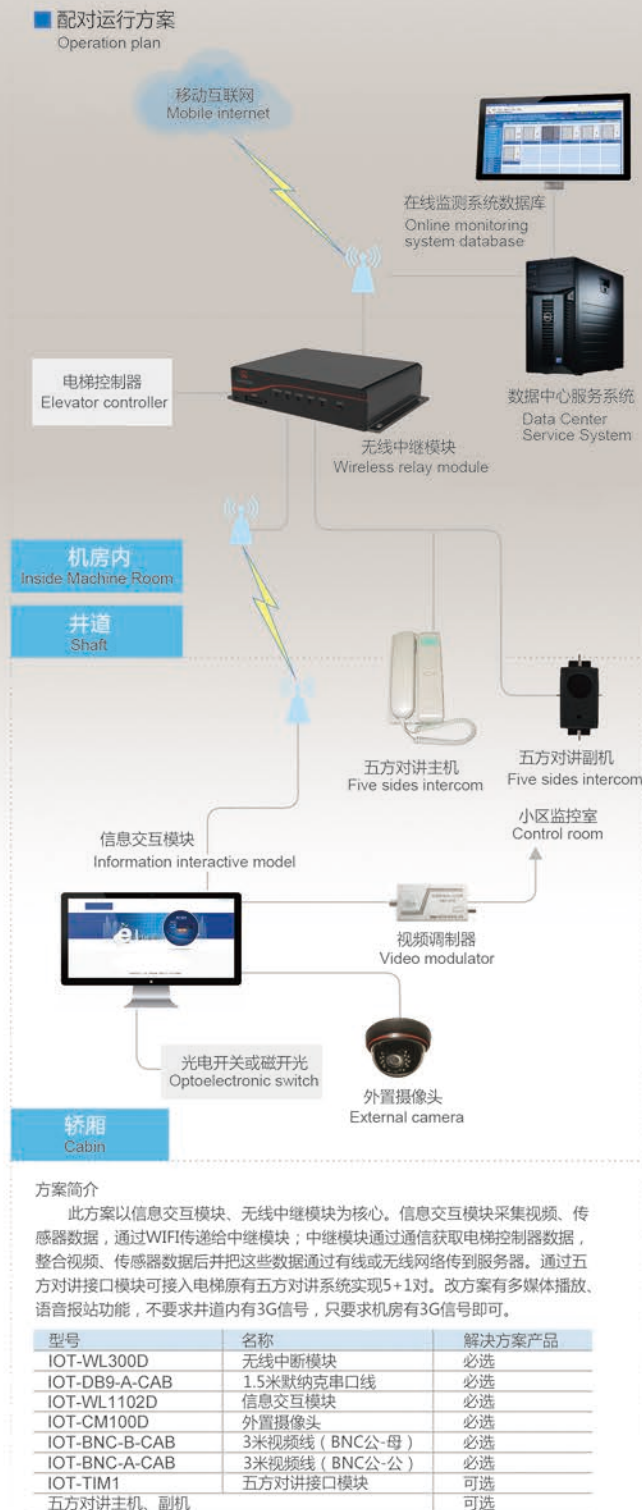 配对运行方案
Operation plan
移动互联网
Mobile internet
在线监测系统数据库
Online monitoring
system database
电梯控制器
Elevator controller
数据中心服务系统
Data Center
Service System
无线中继模块
Wireless relay module
机房内
Inside Machine Room
井道
Shaft
五方对讲主机
Five sides intercom
五方对讲副机
Five sides intercom
小区监控室
Control room
信息交互模块
Information interactive model
视频调制器
Video modulator
光电开关或磁开光
Optoelectronic switch
外置摄像头
External camera
轿厢
Cabin
方案简介
此方案以信息交互模块、无线中继模块为核心。信息交互模块采集视频、传
感器数据，通过WIFI传递给中继模块；中继模块通过通信获取电梯控制器数据，
整合视频、传感器数据后并把这些数据通过有线或无线网络传到服务器。通过五
方对讲接口模块可接入电梯原有五方对讲系统实现5+1对。改方案有多媒体播放、
语音报站功能，不要求井道内有3G信号，只要求机房有3G信号即可。
型号 名称 解决方案产品
IOT-WL300D 无线中断模块 必选
IOT-DB9-A-CAB 1.5米默纳克串口线 必选
IOT-WL1102D 信息交互模块 必选
IOT-CM100D 外置摄像头 必选
IOT-BNC-B-CAB 3米视频线（BNC公-母） 必选
IOT-BNC-A-CAB 3米视频线（BNC公-公） 必选
IOT-TIM1 五方对讲接口模块 可选
五方对讲主机、副机 可选